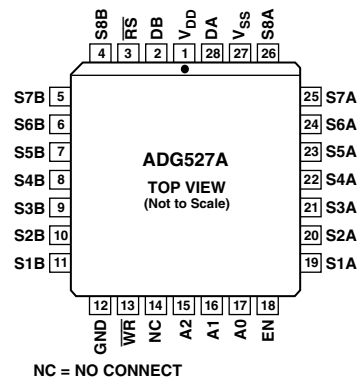 S8B R̅S̅ DB VDD DA VSS S8A
4 3 2 1 28 27 26
S7B 5 25 S7A
S6B 6 24 S6A
S5B 7 23 S5A
S4B 8 22 S4A
S3B 9 21 S3A
S2B 10 20 S2A
S1B 11 19 S1A
ADG527A
TOP VIEW
(Not to Scale)
12 13 14 15 16 17 18
GND W̅R̅ NC A2 A1 A0 EN
NC = NO CONNECT